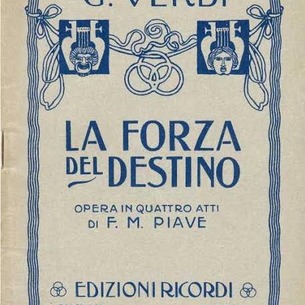 G. VERDI
LA FORZA
DEL DESTINO
OPERA IN QUATTRO ATTI
DI F. M. PIAVE
EDIZIONI RICORDI